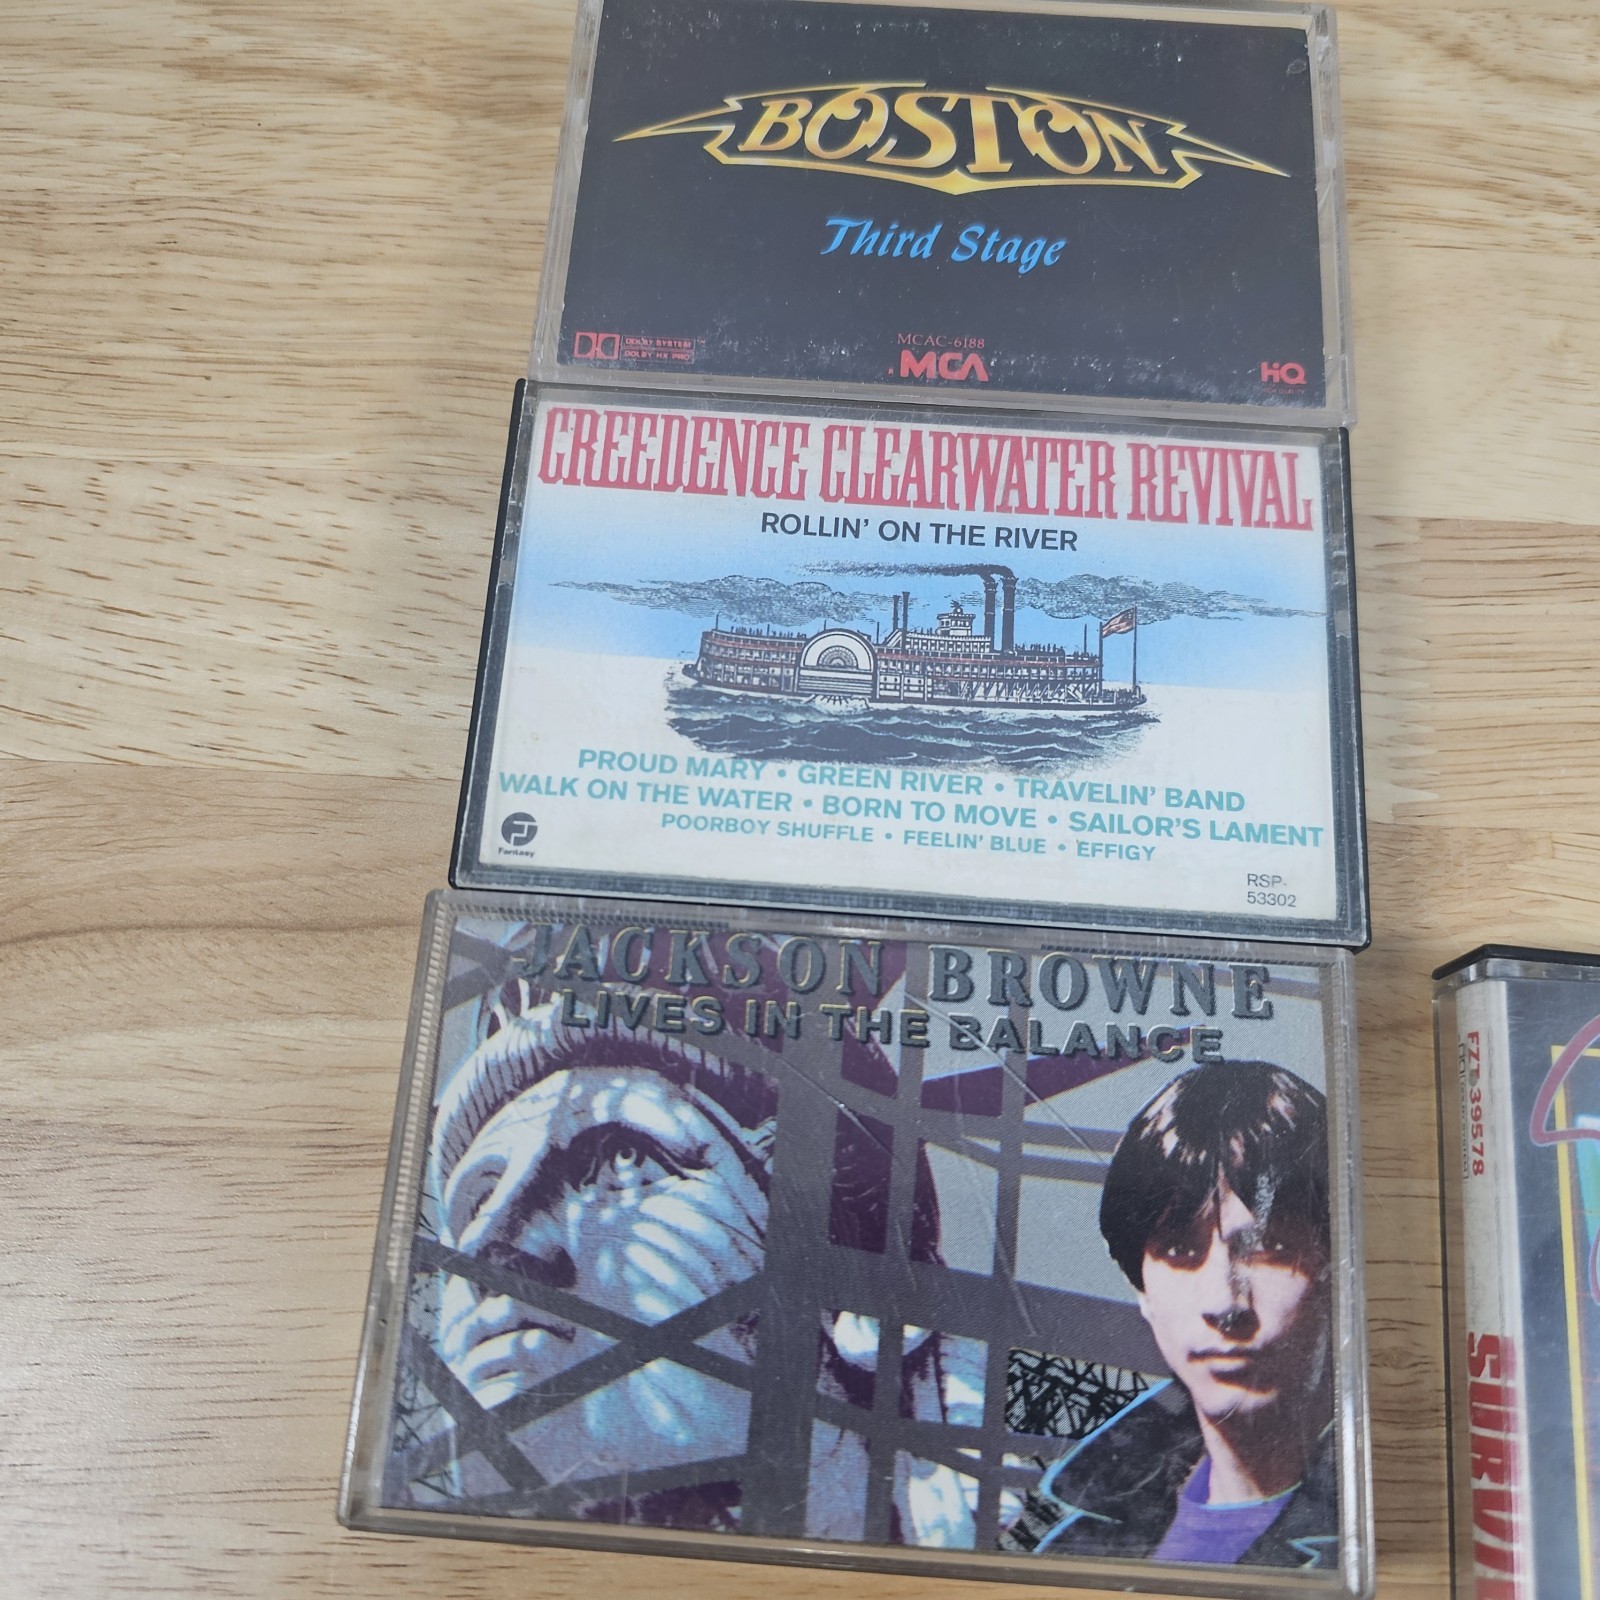 BOSTON
Third Stage
DOLBY SYSTEM
DOLBY HX PRO
MCAC-6188
MCA
HiQ
CREEDENCE CLEARWATER REVIVAL
ROLLIN' ON THE RIVER
PROUD MARY • GREEN RIVER • TRAVELIN' BAND
WALK ON THE WATER • BORN TO MOVE • SAILOR'S LAMENT
POORBOY SHUFFLE • FEELIN' BLUE • EFFIGY
Fantasy
RSP-
53302
JACKSON BROWNE
LIVES IN THE BALANCE
FZT 39578